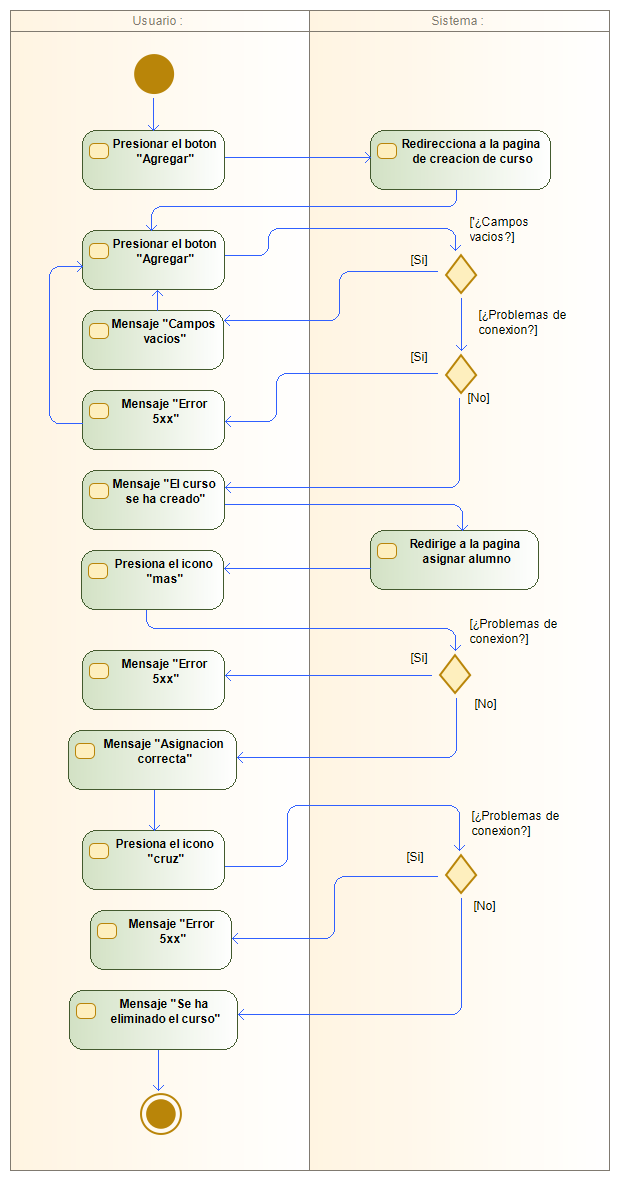 Usuario :
Sistema :
Presionar el boton
"Agregar"
Redirecciona a la pagina
de creacion de curso
Presionar el boton
"Agregar"
['¿Campos
vacios?]
[Si]
Mensaje "Campos
vacios"
[¿Problemas de
conexion?]
[Si]
[No]
Mensaje "Error
5xx"
Mensaje "El curso
se ha creado"
Redirige a la pagina
asignar alumno
Presiona el icono
"mas"
[¿Problemas de
conexion?]
[Si]
Mensaje "Error
5xx"
[No]
Mensaje "Asignacion
correcta"
Presiona el icono
"cruz"
[¿Problemas de
conexion?]
[Si]
[No]
Mensaje "Error
5xx"
Mensaje "Se ha
eliminado el curso"